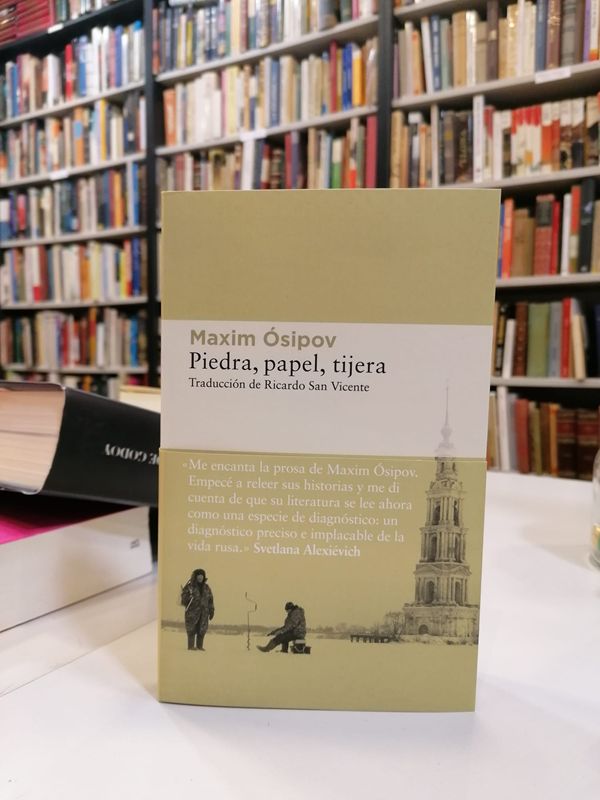 Maxim Ósipov
Piedra, papel, tijera
Traducción de Ricardo San Vicente
«Me encanta la prosa de Maxim Ósipov.
Empecé a releer sus historias y me di
cuenta de que su literatura se lee ahora
como una especie de diagnóstico: un
diagnóstico preciso e implacable de la
vida rusa.» Svetlana Alexiévich
DE GODOY